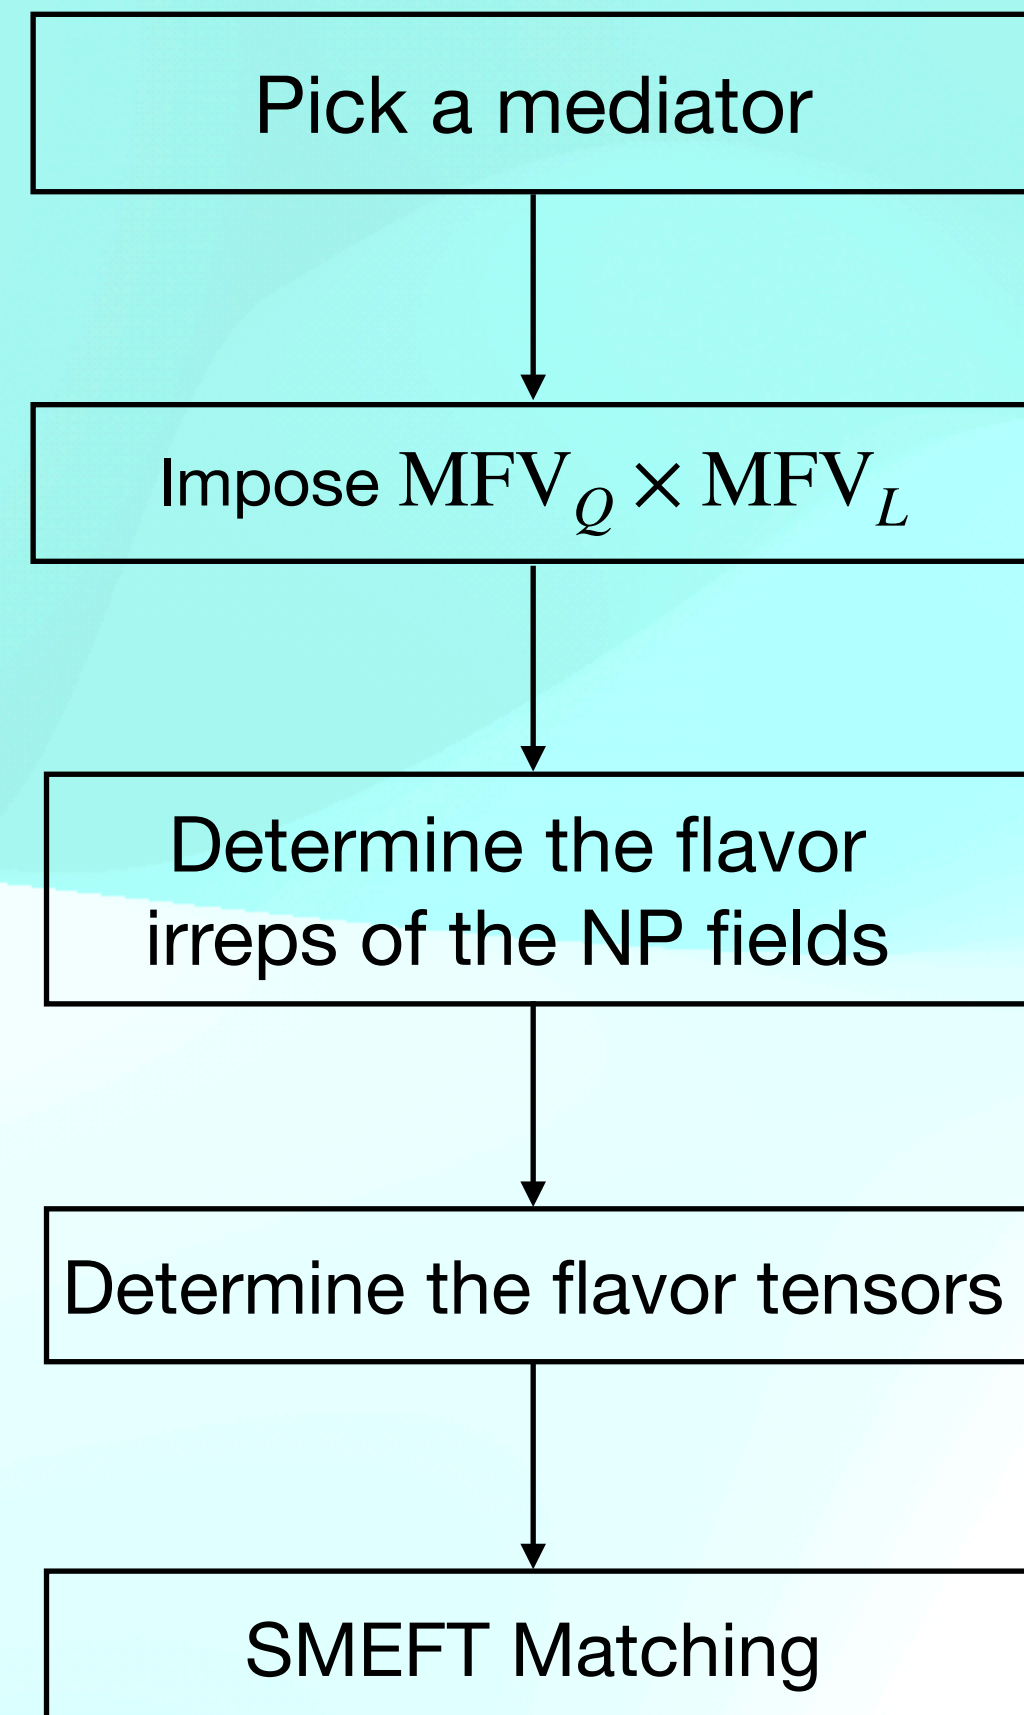 Pick a mediator
Impose MFV_Q × MFV_L
Determine the flavor
irreps of the NP fields
Determine the flavor tensors
SMEFT Matching